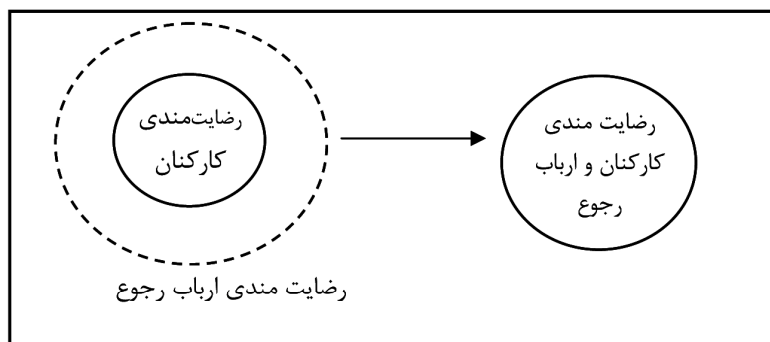 رضایت‌مندی
کارکنان
رضایت مندی ارباب رجوع
رضایت مندی
کارکنان و ارباب
رجوع